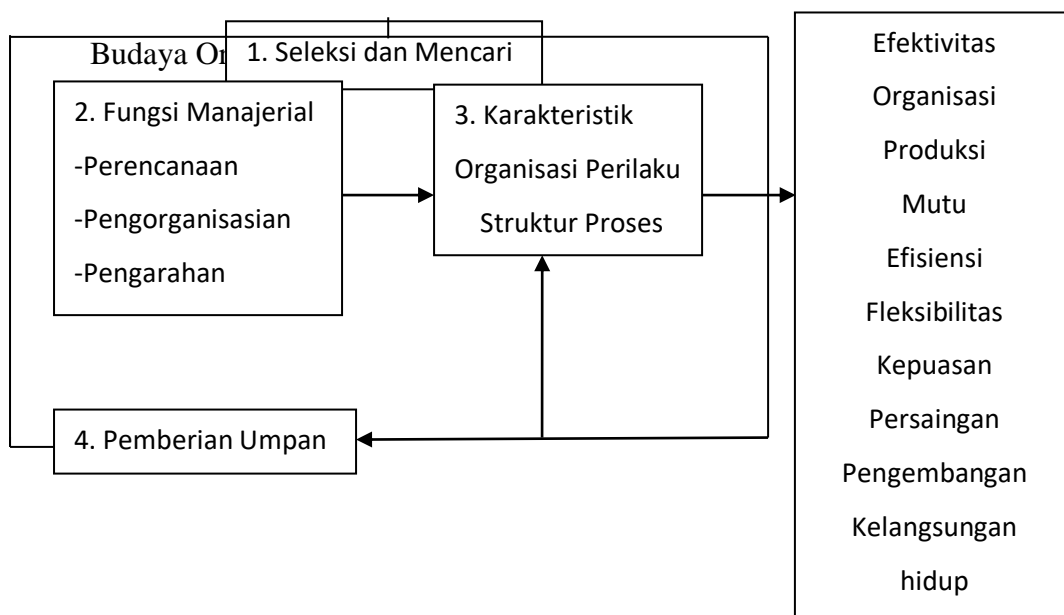 Budaya
1. Seleksi dan Mencari
2. Fungsi Manajerial
-Perencanaan
-Pengorganisasian
-Pengarahan
3. Karakteristik
Organisasi Perilaku
Struktur Proses
4. Pemberian Umpan
Efektivitas
Organisasi
Produksi
Mutu
Efisiensi
Fleksibilitas
Kepuasan
Persaingan
Pengembangan
Kelangsungan
hidup